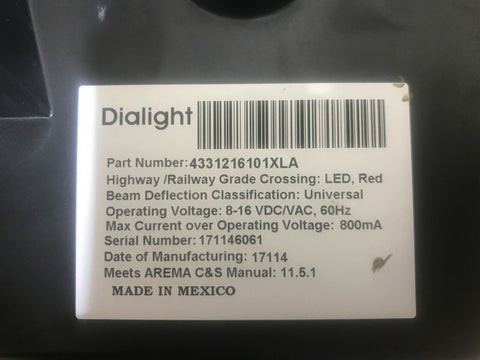 Dialight
Part Number:4331216101XLA
Highway /Railway Grade Crossing: LED, Red
Beam Deflection Classification: Universal
Operating Voltage: 8-16 VDC/VAC, 60Hz
Max Current over Operating Voltage: 800mA
Serial Number: 171146061
Date of Manufacturing: 17114
Meets AREMA C&S Manual: 11.5.1
MADE IN MEXICO